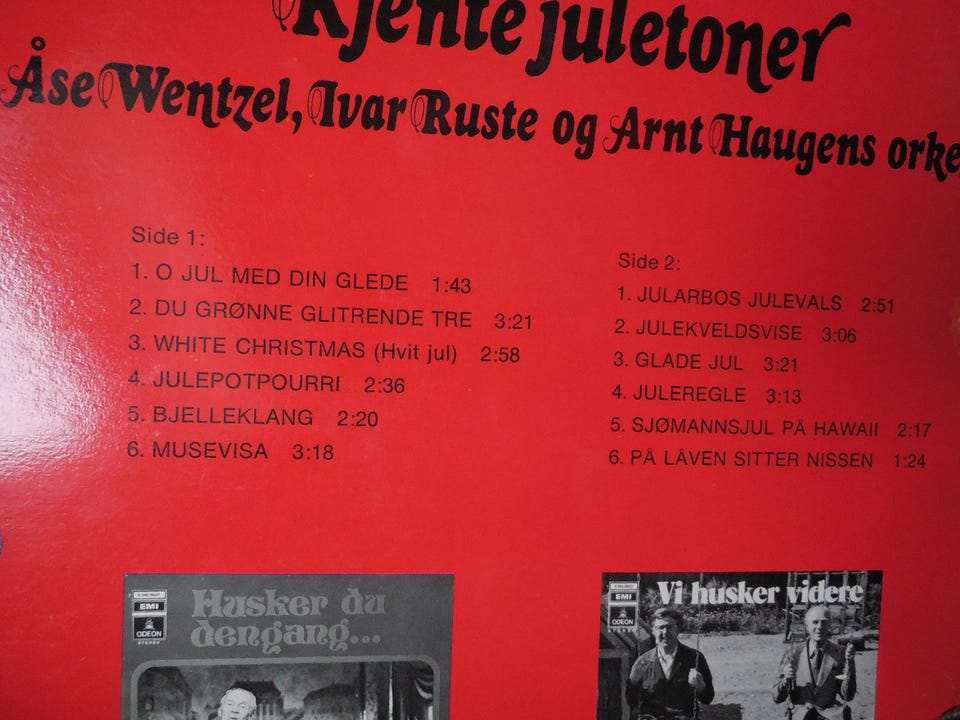 Kjente juletoner
Åse Wentzel, Ivar Ruste og Arnt Haugens orke
Side 1:
1. O JUL MED DIN GLEDE 1:43
2. DU GRØNNE GLITRENDE TRE 3:21
3. WHITE CHRISTMAS (Hvit jul) 2:58
4. JULEPOTPOURRI 2:36
5. BJELLEKLANG 2:20
6. MUSEVISA 3:18
Side 2:
1. JULARBOS JULEVALS 2:51
2. JULEKVELDSVISE 3:06
3. GLADE JUL 3:21
4. JULEREGLE 3:13
5. SJØMANNSJUL PÅ HAWAII 2:17
6. PÅ LÅVEN SITTER NISSEN 1:24
EMI
ODEON
STEREO
Husker du
dengang...
EMI
ODEON
Vi husker videre